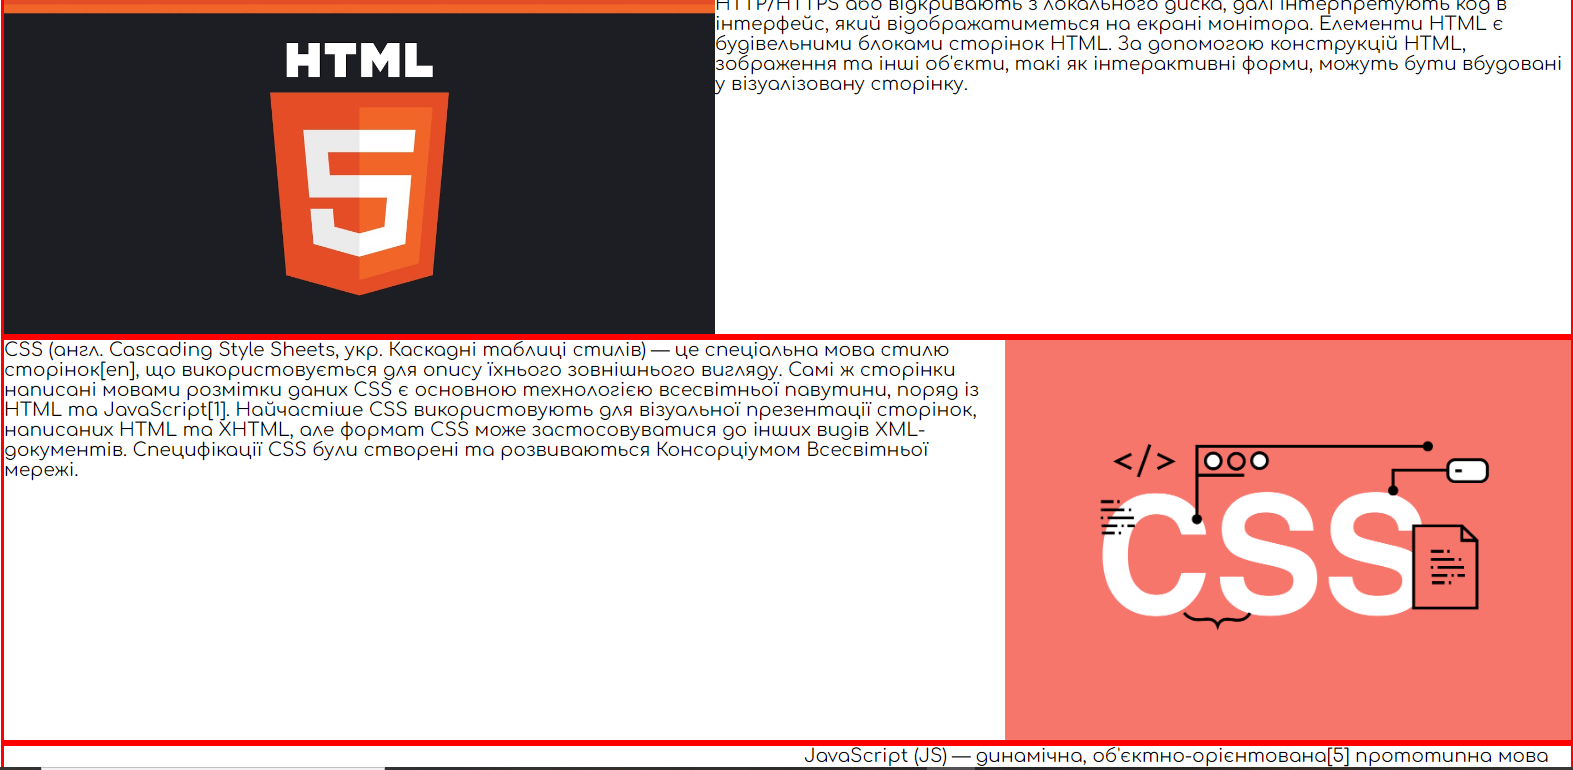 HTTP/HTTPS або відкривають з локального диска, далі інтерпретують код в
інтерфейс, який відображатиметься на екрані монітора. Елементи HTML є
будівельними блоками сторінок HTML. За допомогою конструкцій HTML,
зображення та інші об'єкти, такі як інтерактивні форми, можуть бути вбудовані
у візуалізовану сторінку.
HTML
5
CSS (англ. Cascading Style Sheets, укр. Каскадні таблиці стилів) — це спеціальна мова стилю
сторінок[en], що використовується для опису їхнього зовнішнього вигляду. Самі ж сторінки
написані мовами розмітки даних CSS є основною технологією всесвітньої павутини, поряд із
HTML та JavaScript[1]. Найчастіше CSS використовують для візуальної презентації сторінок,
написаних HTML та XHTML, але формат CSS може застосовуватися до інших видів XML-
документів. Специфікації CSS були створені та розвиваються Консорціумом Всесвітньої
мережі.
</>
CSS
JavaScript (JS) — динамічна, об'єктно-орієнтована[5] прототипна мова